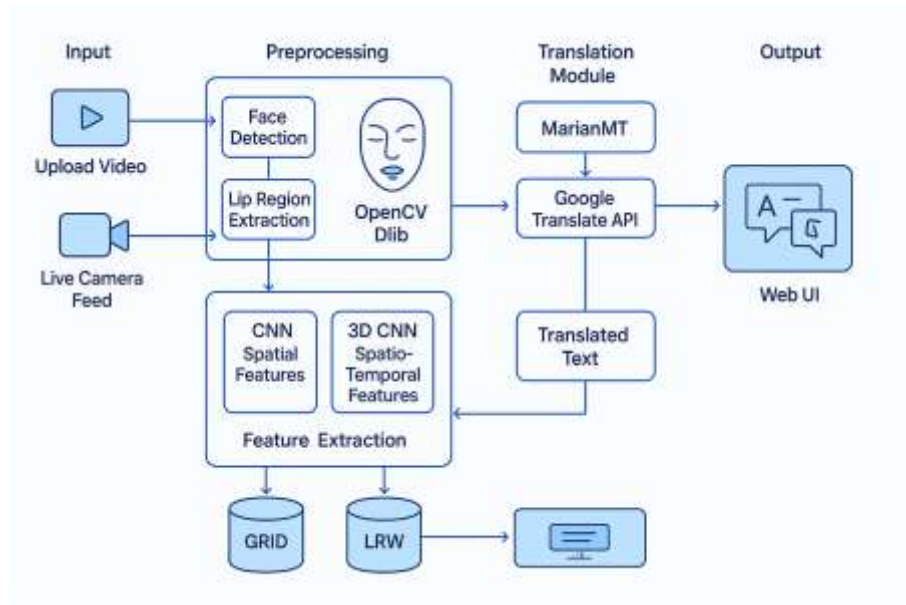 Input
Preprocessing
Translation
Module
Output
Upload Video
Live Camera
Feed
Face
Detection
Lip Region
Extraction
OpenCV
Dlib
MarianMT
Google
Translate API
Translated
Text
A
Web UI
CNN
Spatial
Features
3D CNN
Spatio-
Temporal
Features
Feature Extraction
GRID
LRW